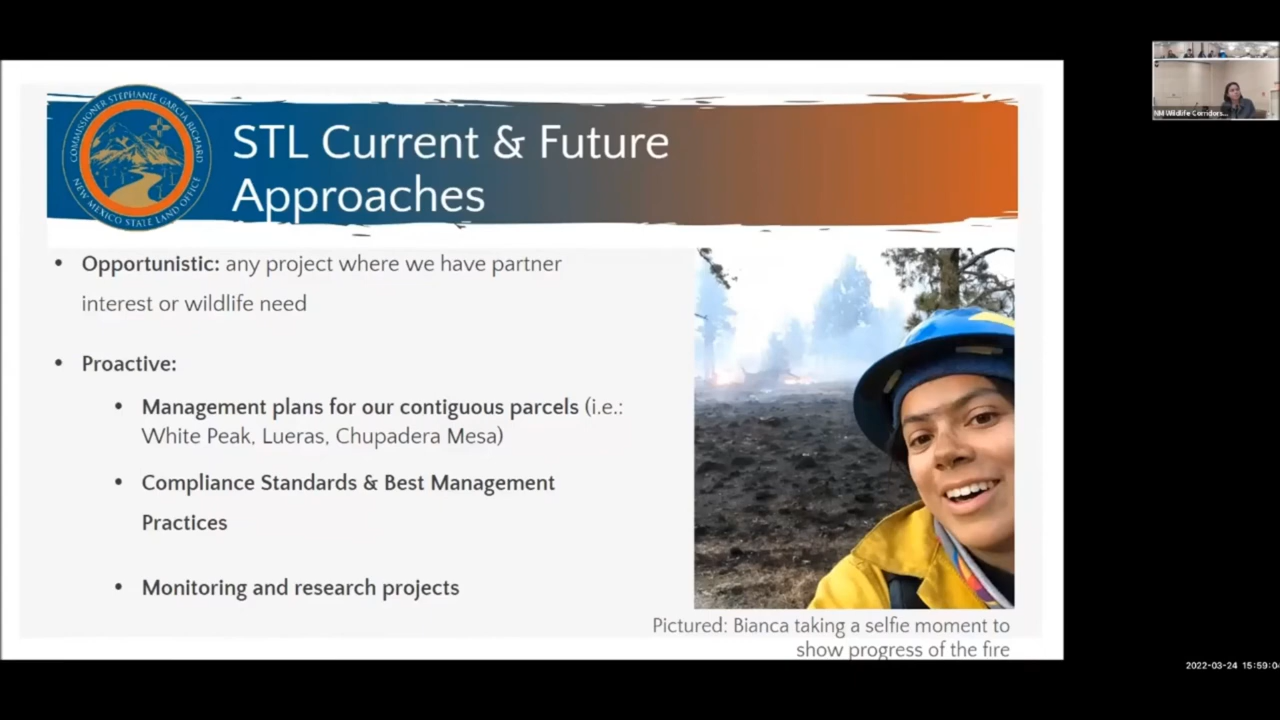 COMMISSIONER STEPHANIE GARCIA RICHARD
NEW MEXICO STATE LAND OFFICE
STL Current & Future
Approaches
• Opportunistic: any project where we have partner
interest or wildlife need
• Proactive:
• Management plans for our contiguous parcels (i.e.:
White Peak, Lueras, Chupadera Mesa)
• Compliance Standards & Best Management
Practices
• Monitoring and research projects
Pictured: Bianca taking a selfie moment to
show progress of the fire
NM Wildlife Corridors...
2022-03-24 15:59:04